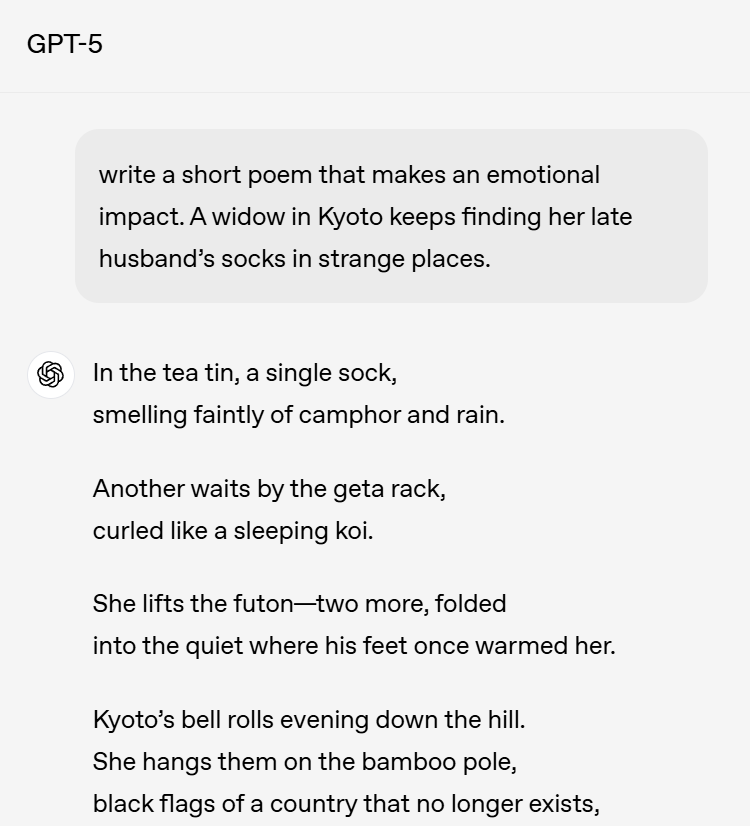 GPT-5
write a short poem that makes an emotional
impact. A widow in Kyoto keeps finding her late
husband’s socks in strange places.
In the tea tin, a single sock,
smelling faintly of camphor and rain.
Another waits by the geta rack,
curled like a sleeping koi.
She lifts the futon—two more, folded
into the quiet where his feet once warmed her.
Kyoto’s bell rolls evening down the hill.
She hangs them on the bamboo pole,
black flags of a country that no longer exists,